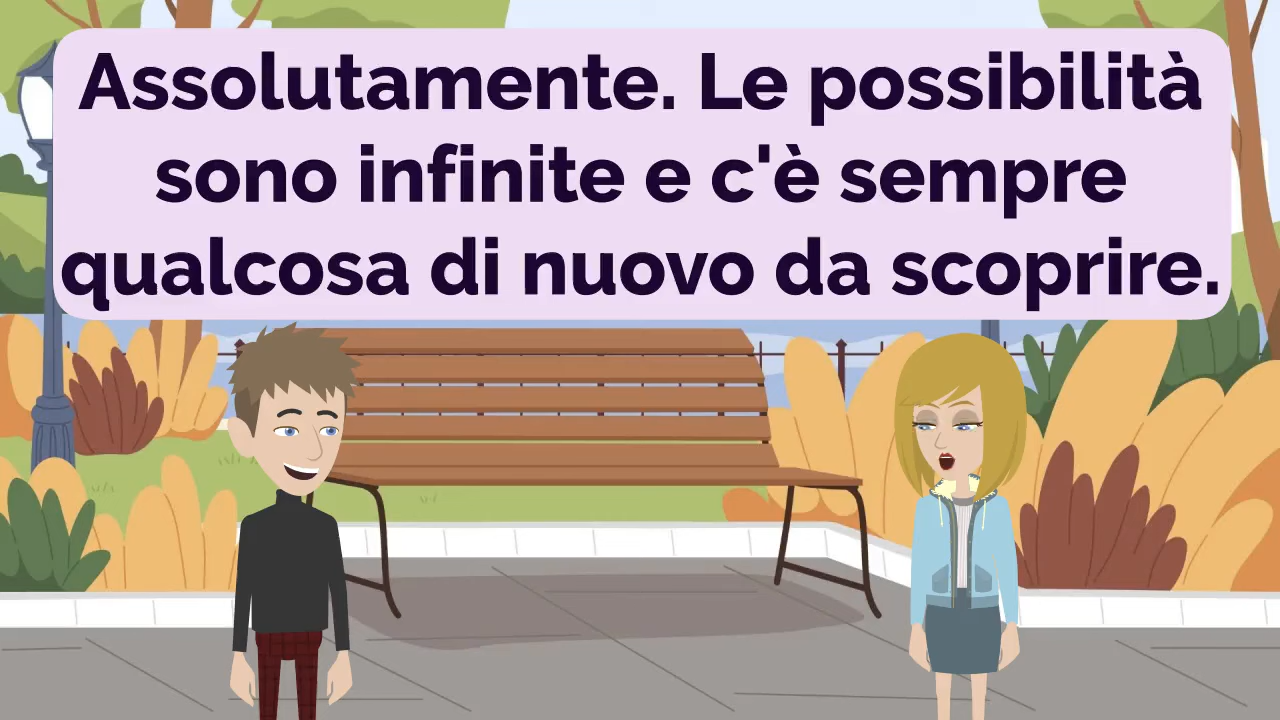 Assolutamente. Le possibilità
sono infinite e c'è sempre
qualcosa di nuovo da scoprire.